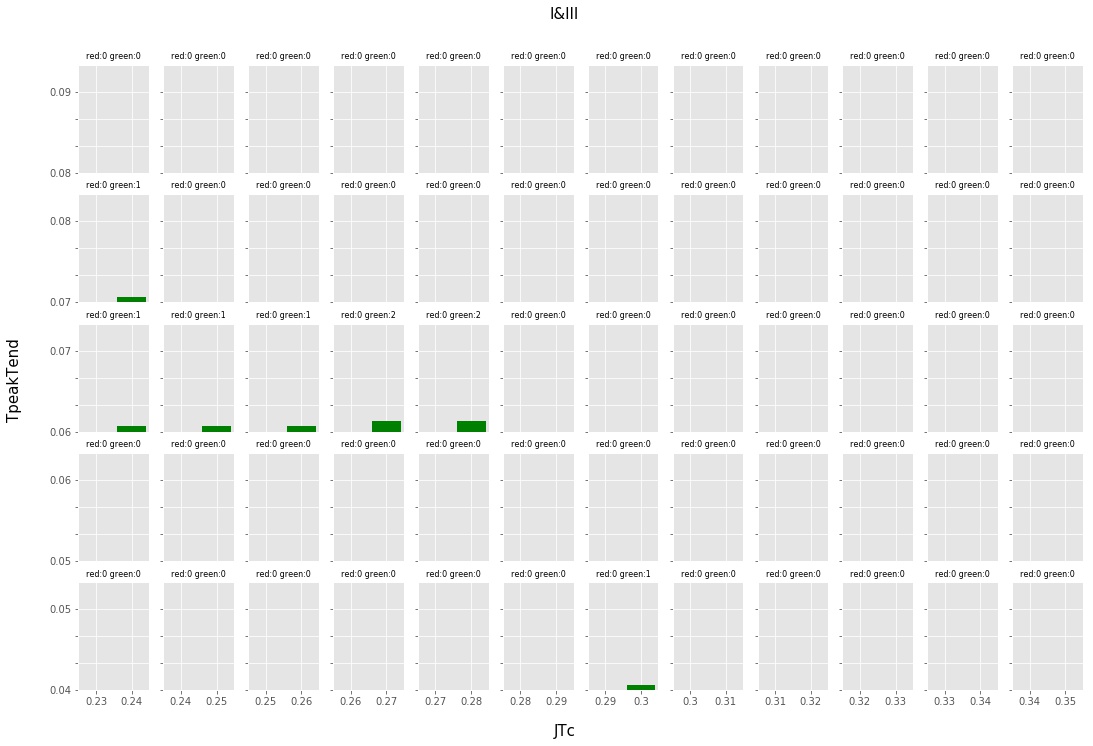 I&III
red:0 green:0 red:0 green:0 red:0 green:0 red:0 green:0 red:0 green:0 red:0 green:0 red:0 green:0 red:0 green:0 red:0 green:0 red:0 green:0 red:0 green:0 red:0 green:0
0.09
0.08
red:0 green:1 red:0 green:0 red:0 green:0 red:0 green:0 red:0 green:0 red:0 green:0 red:0 green:0 red:0 green:0 red:0 green:0 red:0 green:0 red:0 green:0 red:0 green:0
0.08
0.07
red:0 green:1 red:0 green:1 red:0 green:1 red:0 green:2 red:0 green:2 red:0 green:0 red:0 green:0 red:0 green:0 red:0 green:0 red:0 green:0 red:0 green:0 red:0 green:0
0.07
TpeakTend
0.06
red:0 green:0 red:0 green:0 red:0 green:0 red:0 green:0 red:0 green:0 red:0 green:0 red:0 green:0 red:0 green:0 red:0 green:0 red:0 green:0 red:0 green:0 red:0 green:0
0.06
0.05
red:0 green:0 red:0 green:0 red:0 green:0 red:0 green:0 red:0 green:0 red:0 green:0 red:0 green:1 red:0 green:0 red:0 green:0 red:0 green:0 red:0 green:0 red:0 green:0
0.05
0.04
0.23 0.24 0.24 0.25 0.25 0.26 0.26 0.27 0.27 0.28 0.28 0.29 0.29 0.3 0.3 0.31 0.31 0.32 0.32 0.33 0.33 0.34 0.34 0.35
JTc